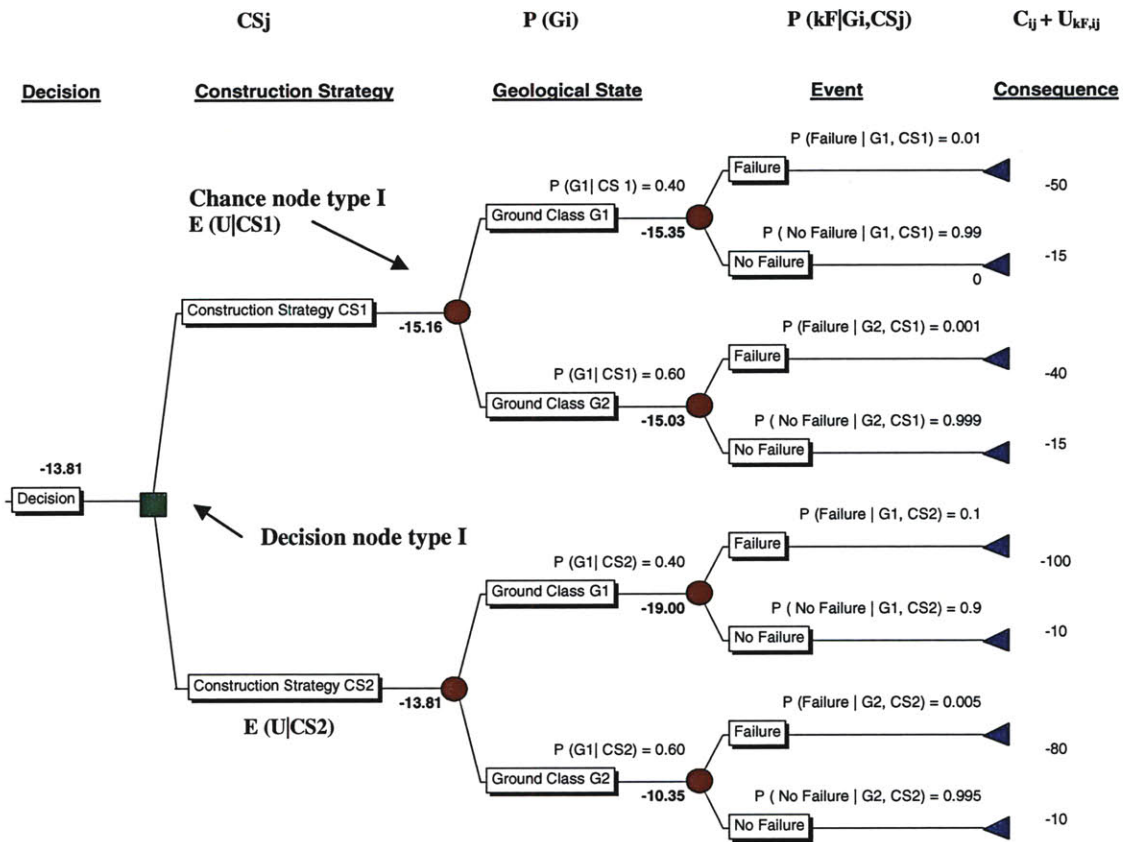 CSj P (Gi) P (kF|Gi,CSj) Cij + UkF,ij
Decision Construction Strategy Geological State Event Consequence
P (Failure | G1, CS1) = 0.01
Failure
-50
P (G1| CS 1) = 0.40
Chance node type I
E (U|CS1)
Ground Class G1
-15.35
P ( No Failure | G1, CS1) = 0.99
No Failure
-15
0
Construction Strategy CS1
-15.16
P (Failure | G2, CS1) = 0.001
Failure
-40
P (G1| CS1) = 0.60
Ground Class G2
-15.03
P ( No Failure | G2, CS1) = 0.999
No Failure
-15
-13.81
Decision
Decision node type I
P (Failure | G1, CS2) = 0.1
Failure
-100
P (G1| CS2) = 0.40
Ground Class G1
-19.00
P ( No Failure | G1, CS2) = 0.9
No Failure
-10
Construction Strategy CS2
-13.81
E (U|CS2)
P (Failure | G2, CS2) = 0.005
Failure
-80
P (G1| CS2) = 0.60
Ground Class G2
-10.35
P ( No Failure | G2, CS2) = 0.995
No Failure
-10